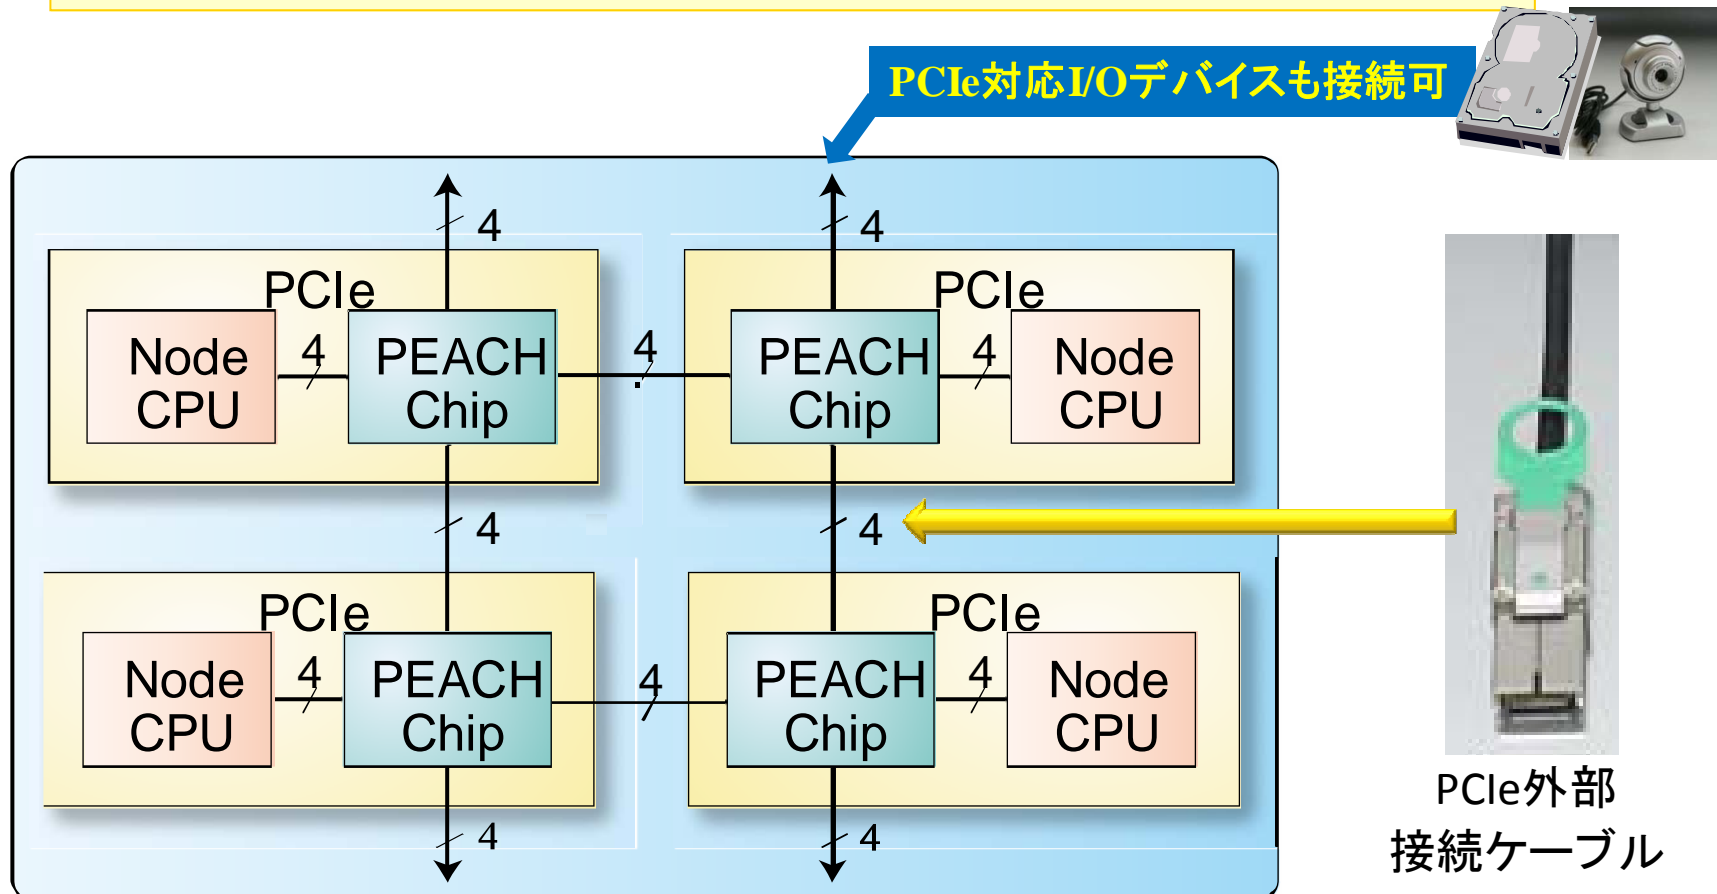 PCIe対応I/Oデバイスも接続可
4
4
PCIe
PCIe
Node
CPU
4
PEACH
Chip
4
PEACH
Chip
4
Node
CPU
4
4
PCIe
PCIe
Node
CPU
4
PEACH
Chip
4
PEACH
Chip
4
Node
CPU
4
4
PCIe外部
接続ケーブル